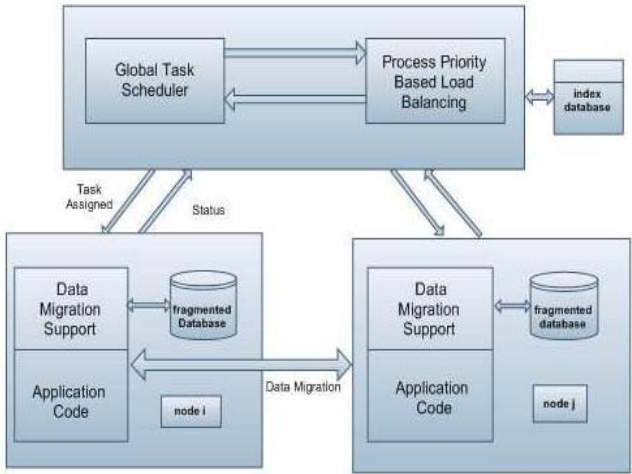 Global Task
Scheduler
Process Priority
Based Load
Balancing
index
database
Task
Assigned
Status
Data
Migration
Support
fragmented
Database
Application
Code
node i
Data Migration
Data
Migration
Support
fragmented
database
Application
Code
node j